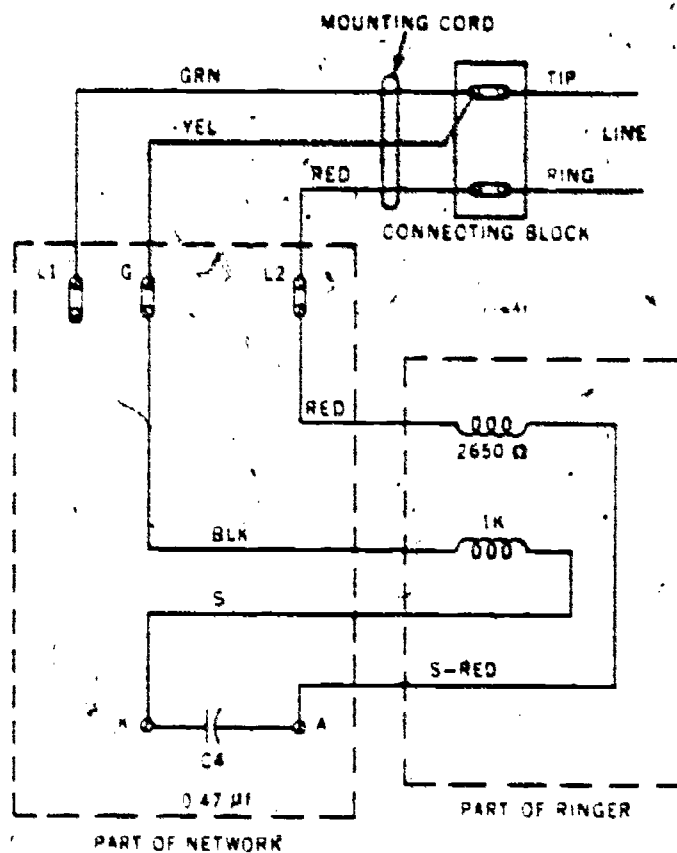 MOUNTING CORD
GRN
TIP
YEL
LINE
RED
RING
CONNECTING BLOCK
L1
G
L2
RED
2650 Ω
1K
BLK
S
S-RED
K
A
C4
0.47 µf
PART OF RINGER
PART OF NETWORK